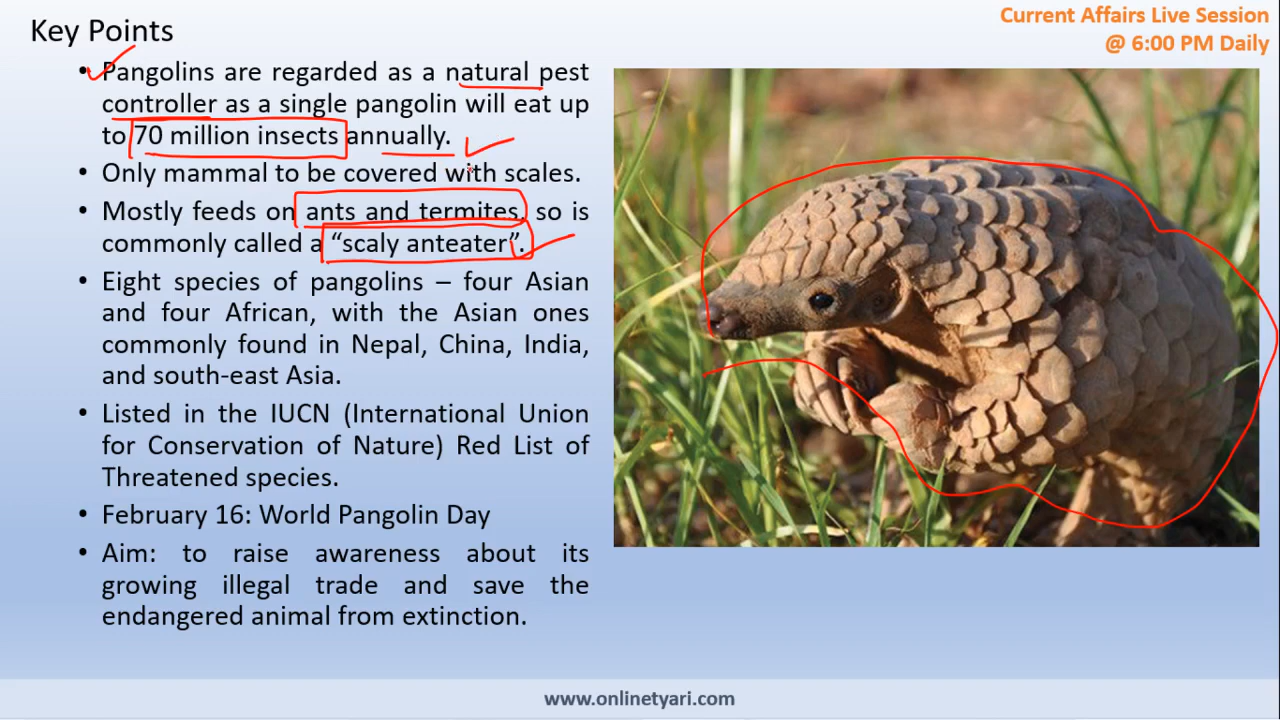 Key Points
Current Affairs Live Session
@ 6:00 PM Daily
• Pangolins are regarded as a natural pest
controller as a single pangolin will eat up
to 70 million insects annually.
• Only mammal to be covered with scales.
• Mostly feeds on ants and termites, so is
commonly called a “scaly anteater”.
• Eight species of pangolins – four Asian
and four African, with the Asian ones
commonly found in Nepal, China, India,
and south-east Asia.
• Listed in the IUCN (International Union
for Conservation of Nature) Red List of
Threatened species.
• February 16: World Pangolin Day
• Aim: to raise awareness about its
growing illegal trade and save the
endangered animal from extinction.
www.onlinetyari.com